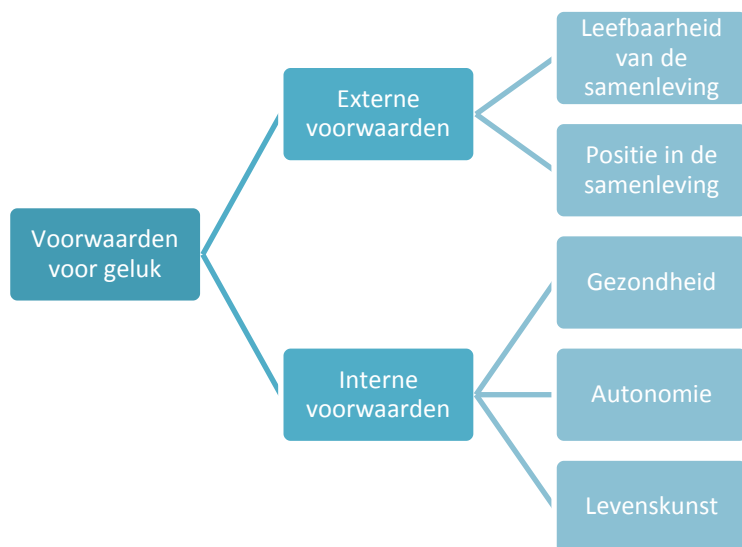 Voorwaarden
voor geluk
Externe
voorwaarden
Leefbaarheid
van de
samenleving
Positie in de
samenleving
Interne
voorwaarden
Gezondheid
Autonomie
Levenskunst